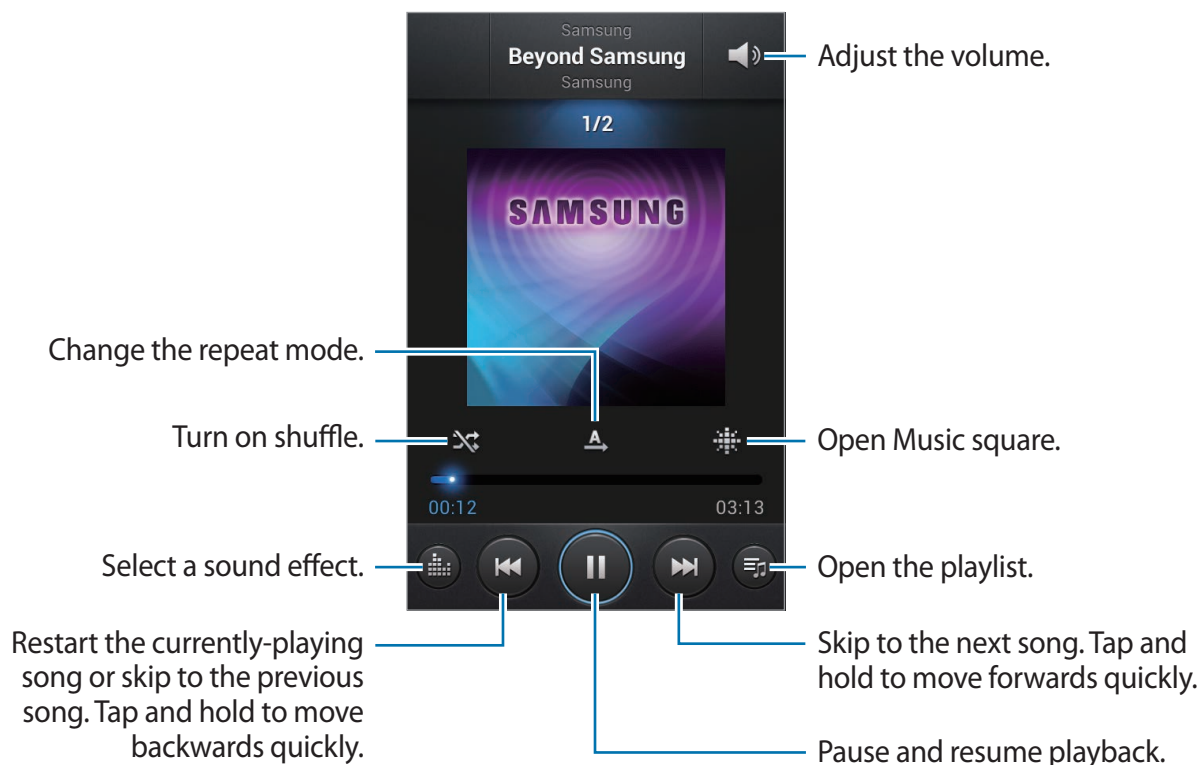 Samsung
Beyond Samsung
Samsung
Adjust the volume.
1/2
SAMSUNG
Change the repeat mode.
A
Turn on shuffle.
Open Music square.
00:12
03:13
Select a sound effect.
Open the playlist.
Restart the currently-playing
song or skip to the previous
song. Tap and hold to move
backwards quickly.
Skip to the next song. Tap and
hold to move forwards quickly.
Pause and resume playback.